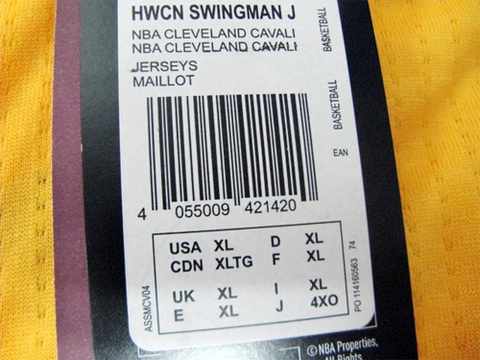 HWCN SWINGMAN J
NBA CLEVELAND CAVALI
NBA CLEVELAND CAVALI
JERSEYS
MAILLOT
BASKETBALL
BASKETBALL
EAN
4 055009 421420
USA XL D XL
CDN XLTG F XL
UK XL I XL
E XL J 4XO
ASSMCV04
PO 114160563 74
© NBA Properties,
All Rights